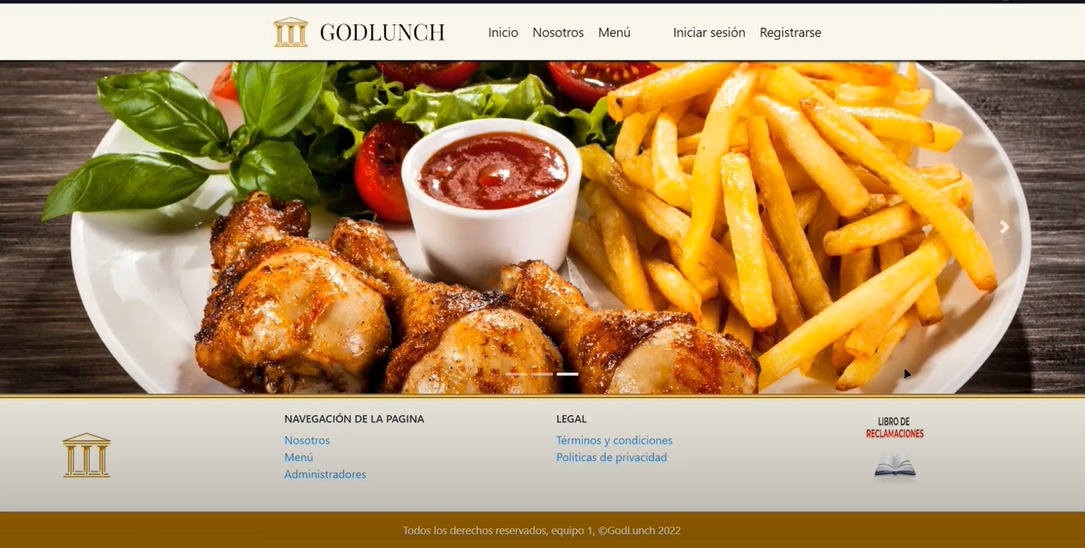 GODLUNCH Inicio Nosotros Menú Iniciar sesión Registrarse
NAVEGACIÓN DE LA PAGINA
Nosotros
Menú
Administradores
LEGAL
Términos y condiciones
Politicas de privacidad
LIBRO DE
RECLAMACIONES
Todos los derechos reservados, equipo 1, ©GodLunch 2022